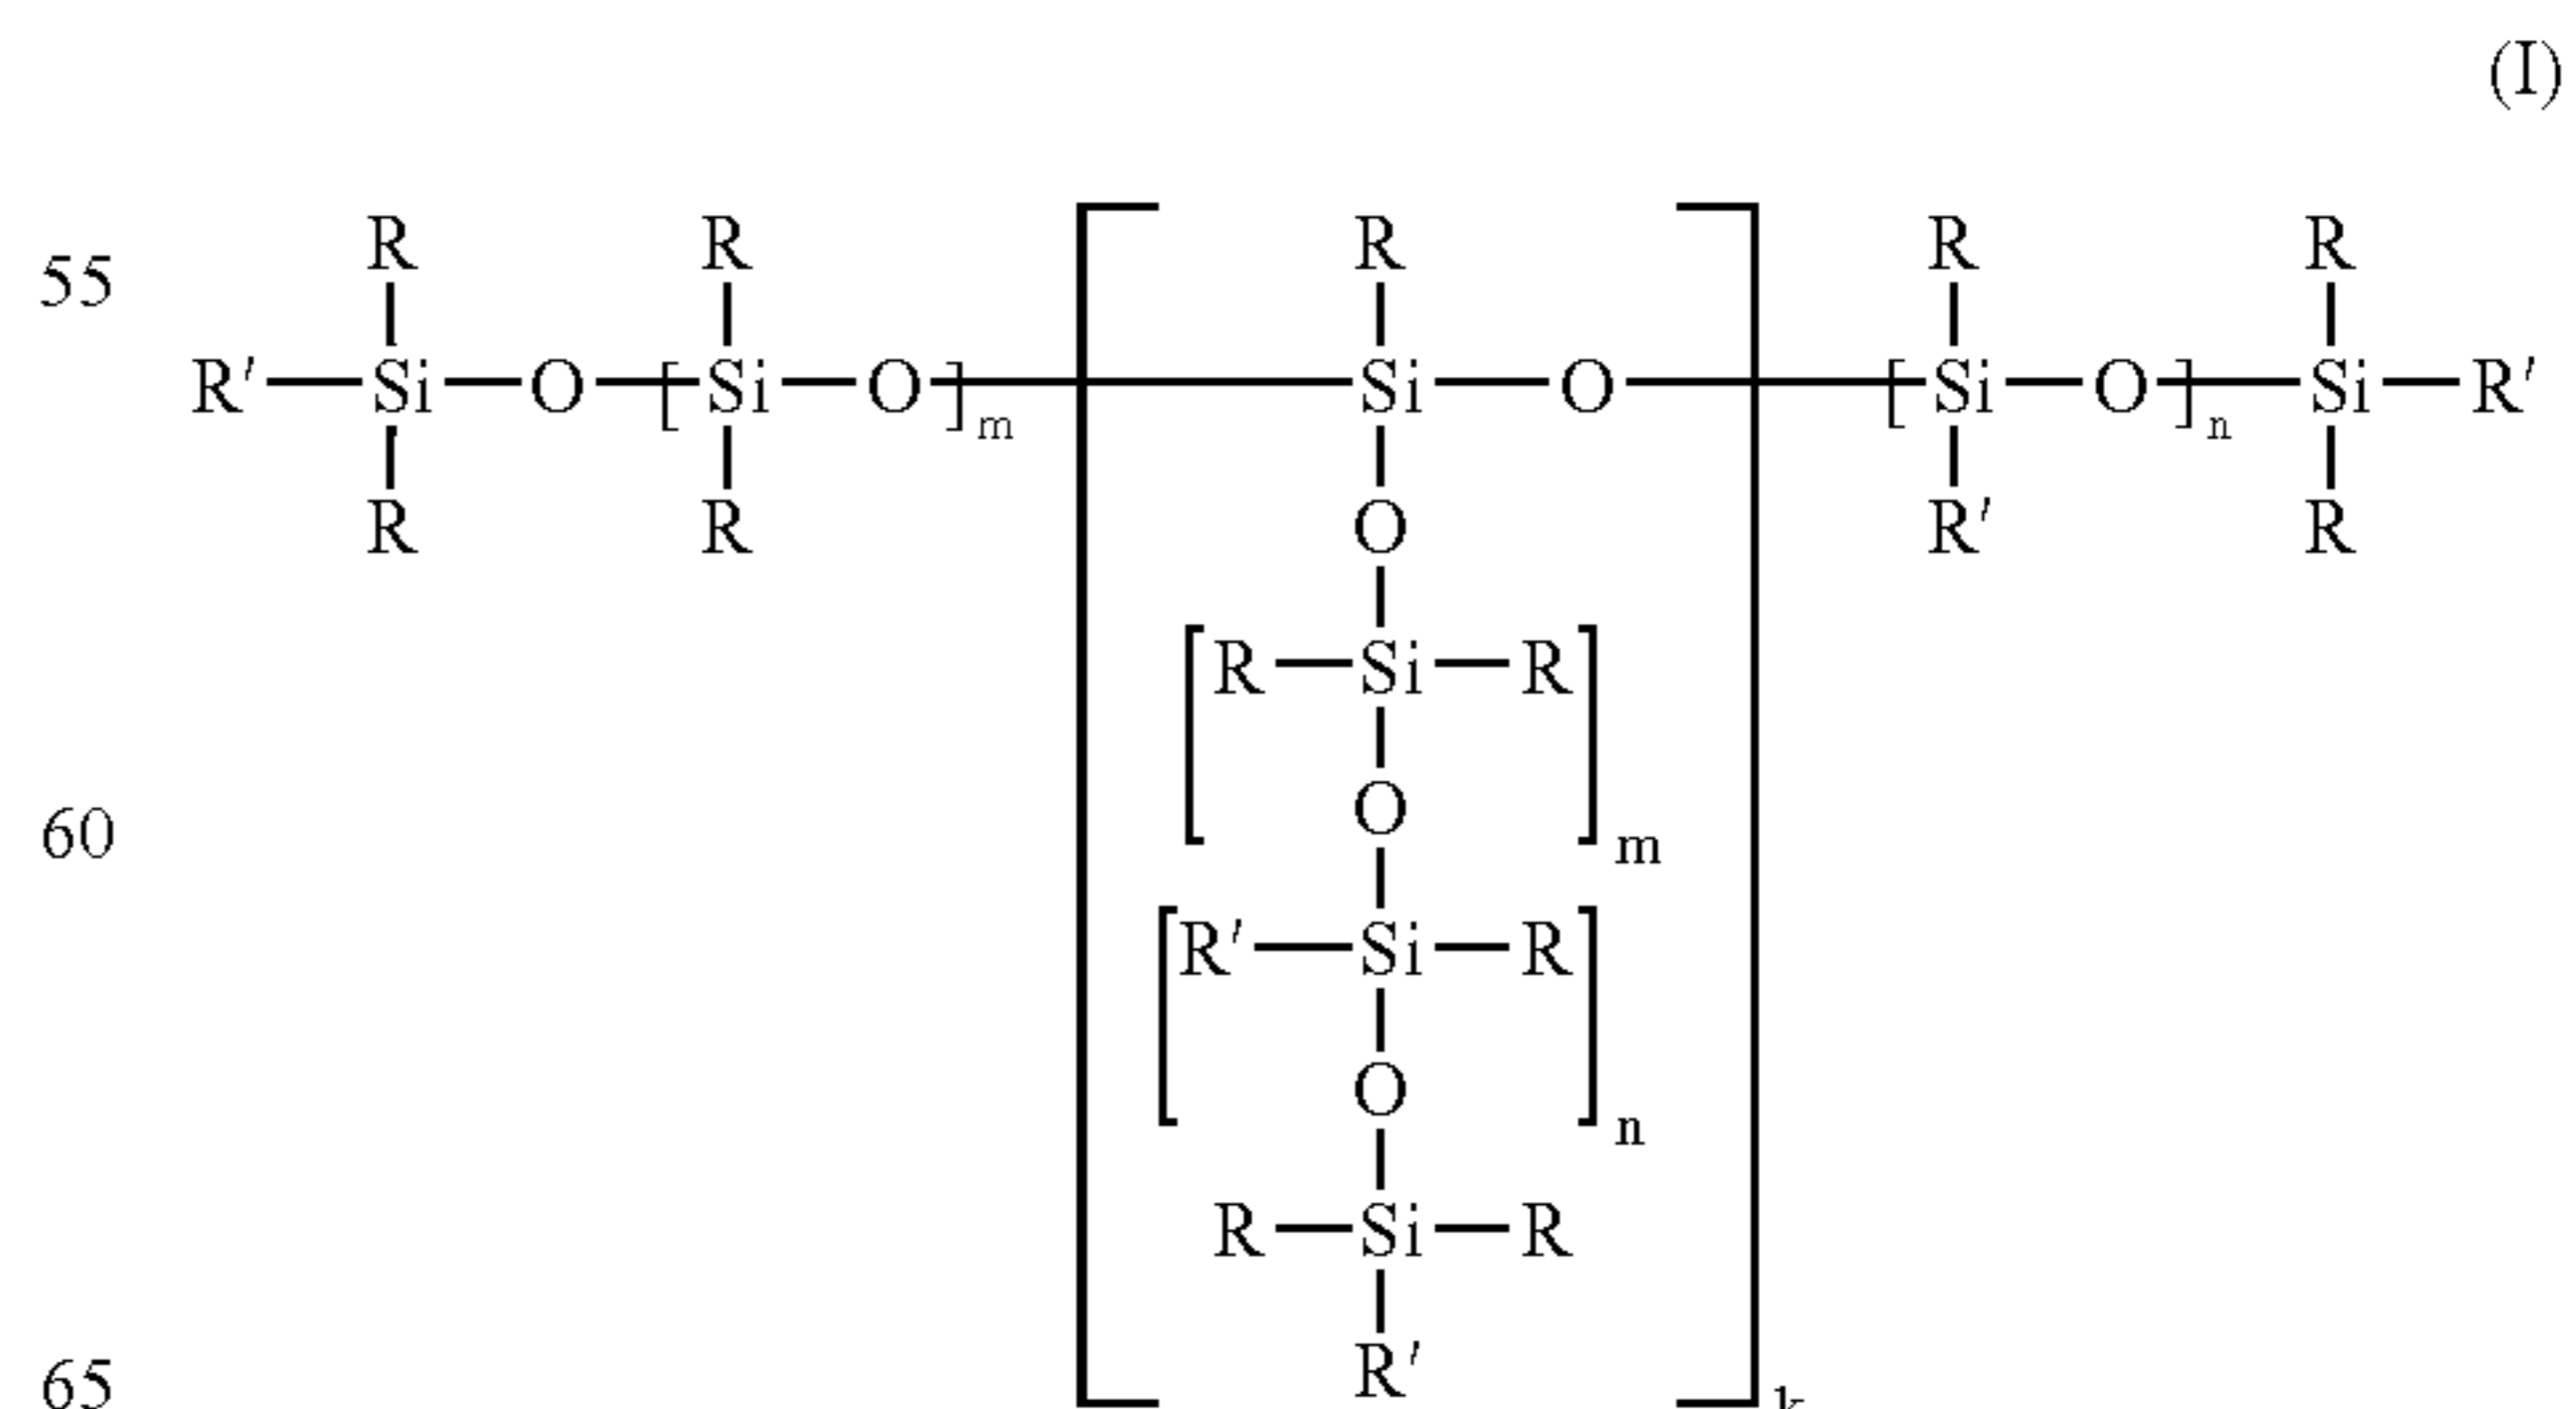 (I)
R R R R R
55
R′—Si—O—[Si—O]m—Si—O—[Si—O]n—Si—R′
R R O R′ R
[R—Si—R]m
60 O
[R′—Si—R]n
O
R—Si—R
65 R′ k